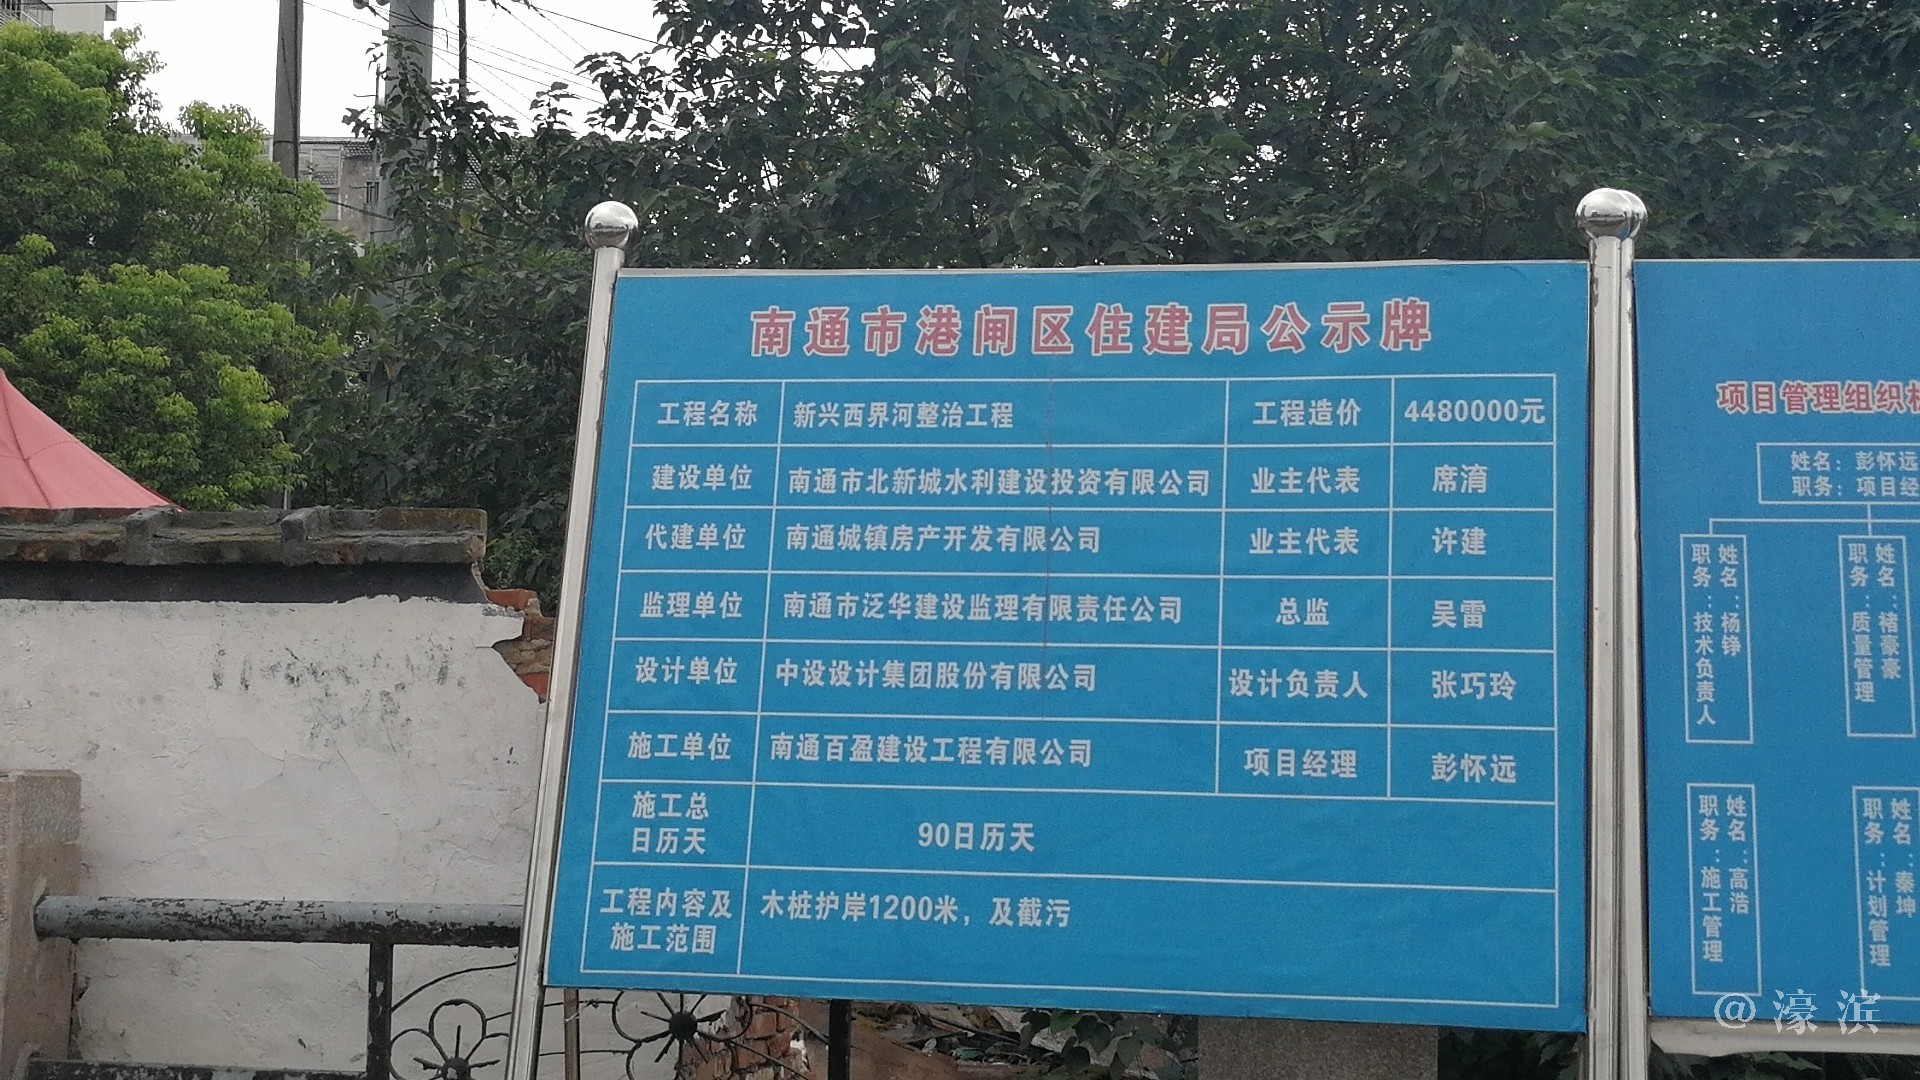 南通市港闸区住建局公示牌
工程名称 新兴西界河整治工程 工程造价 4480000元
建设单位 南通市北新城水利建设投资有限公司 业主代表 席淯
代建单位 南通城镇房产开发有限公司 业主代表 许建
监理单位 南通市泛华建设监理有限责任公司 总监 吴雷
设计单位 中设设计集团股份有限公司 设计负责人 张巧玲
施工单位 南通百盈建设工程有限公司 项目经理 彭怀远
施工总
日历天 90日历天
工程内容及
施工范围 木桩护岸1200米，及截污
项目管理组织
姓名：彭怀远
职务：项目经
姓名：杨铮
职务：技术负责人
姓名：褚豪豪
职务：质量管理
姓名：高浩
职务：施工管理
姓名：秦坤
职务：计划管理
@濠滨